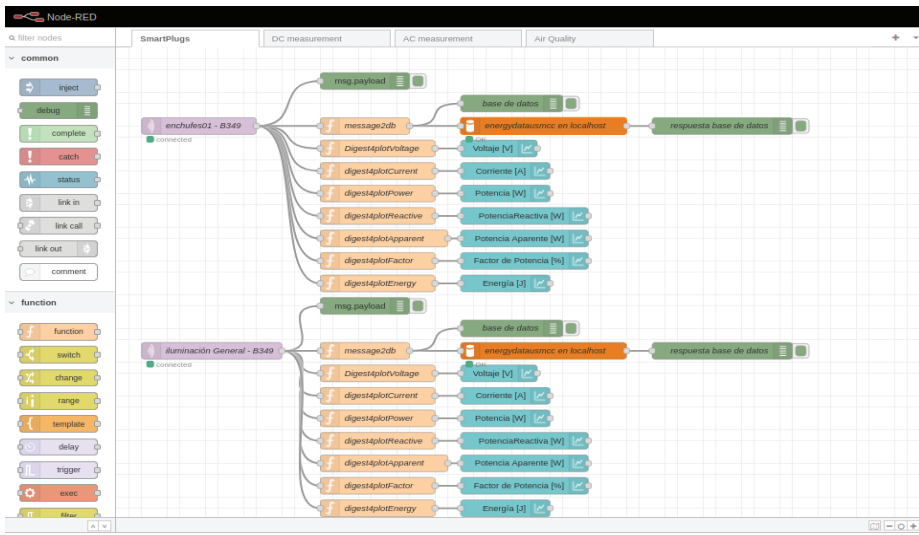 Node-RED
filter nodes
SmartPlugs
DC measurement
AC measurement
Air Quality
common
inject
debug
complete
catch
status
link in
link call
link out
comment
function
function
switch
change
range
template
delay
trigger
exec
filter
msg.payload
base de datos
enchufes01 - B349
connected
message2db
energydatausmcc en localhost
OK
respuesta base de datos
Digest4plotVoltage
Voltaje [V]
digest4plotCurrent
Corriente [A]
digest4plotPower
Potencia [W]
digest4plotReactive
PotenciaReactiva [W]
digest4plotApparent
Potencia Aparente [W]
digest4plotFactor
Factor de Potencia [%]
digest4plotEnergy
Energía [J]
msg.payload
base de datos
iluminación General - B349
connected
message2db
energydatausmcc en localhost
OK
respuesta base de datos
Digest4plotVoltage
Voltaje [V]
digest4plotCurrent
Corriente [A]
digest4plotPower
Potencia [W]
digest4plotReactive
PotenciaReactiva [W]
digest4plotApparent
Potencia Aparente [W]
digest4plotFactor
Factor de Potencia [%]
digest4plotEnergy
Energía [J]